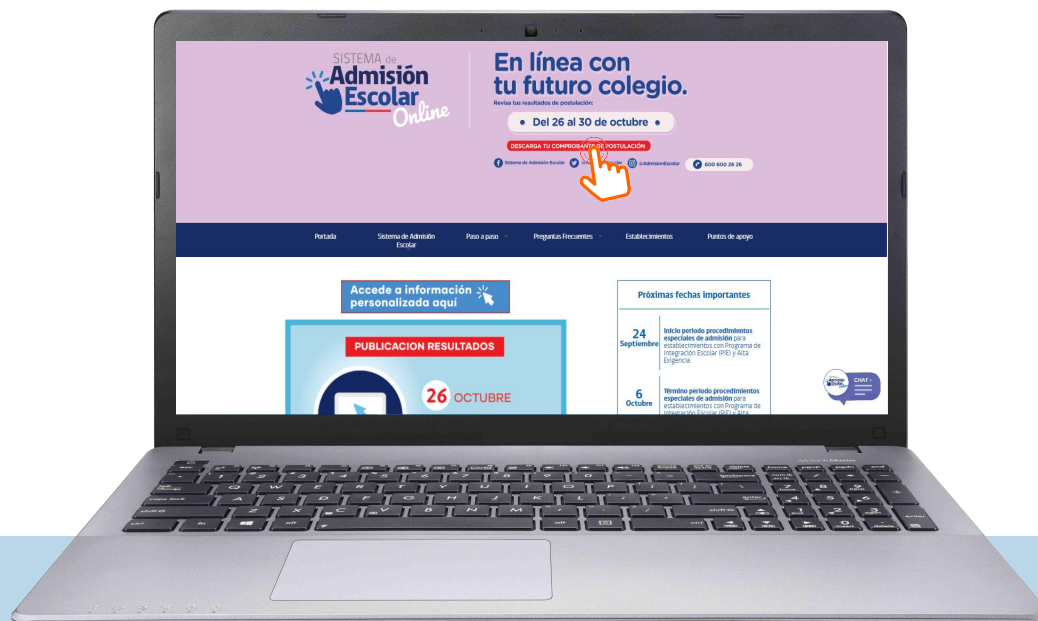 SISTEMA de
Admisión
Escolar
Online
En línea con
tu futuro colegio.
Revisa tus resultados de postulación:
Del 26 al 30 de octubre
DESCARGA TU COMPROBANTE DE POSTULACIÓN
Sistema de Admisión Escolar
@AdmisionEscolar
600 600 26 26
Portada
Sistema de Admisión
Escolar
Paso a paso
Preguntas Frecuentes
Establecimientos
Puntos de apoyo
Accede a información
personalizada aquí
PUBLICACION RESULTADOS
26 OCTUBRE
Próximas fechas importantes
24
Septiembre
Inicio periodo procedimientos
especiales de admisión para
establecimientos con Programa de
Integración Escolar (PIE) y Alta
Exigencia.
6
Octubre
Término periodo procedimientos
especiales de admisión para
establecimientos con Programa de
Integración Escolar (PIE) y Alta
CHAT